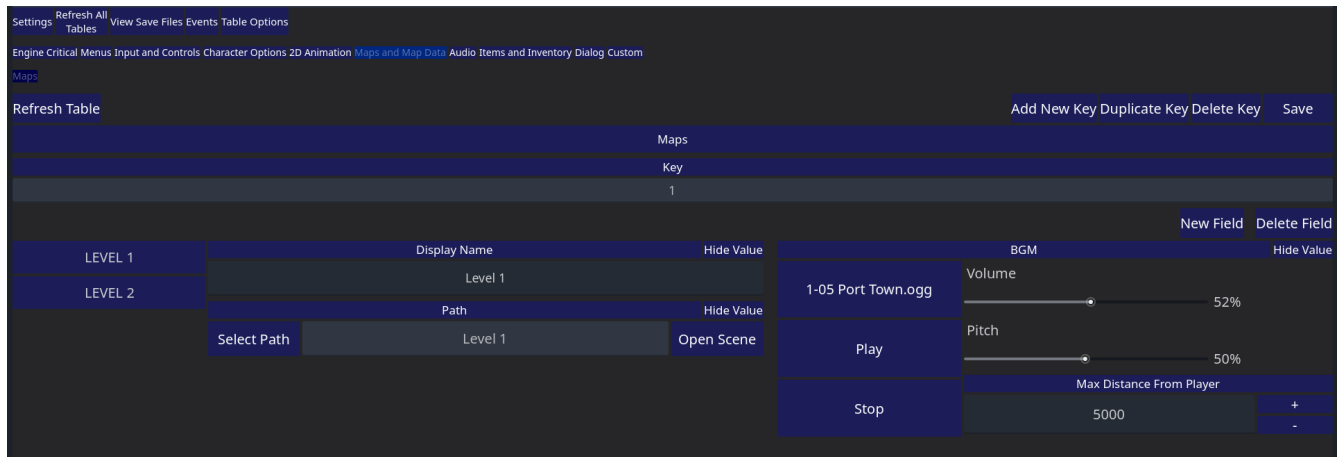 Settings Refresh All Tables View Save Files Events Table Options
Engine Critical Menus Input and Controls Character Options 2D Animation Maps and Map Data Audio Items and Inventory Dialog Custom
Maps
Refresh Table Add New Key Duplicate Key Delete Key Save
Maps
Key
1
New Field Delete Field
LEVEL 1
LEVEL 2
Display Name Hide Value
Level 1
Path Hide Value
Select Path Level 1 Open Scene
BGM Hide Value
1-05 Port Town.ogg
Play
Stop
Volume
52%
Pitch
50%
Max Distance From Player
5000
+
-